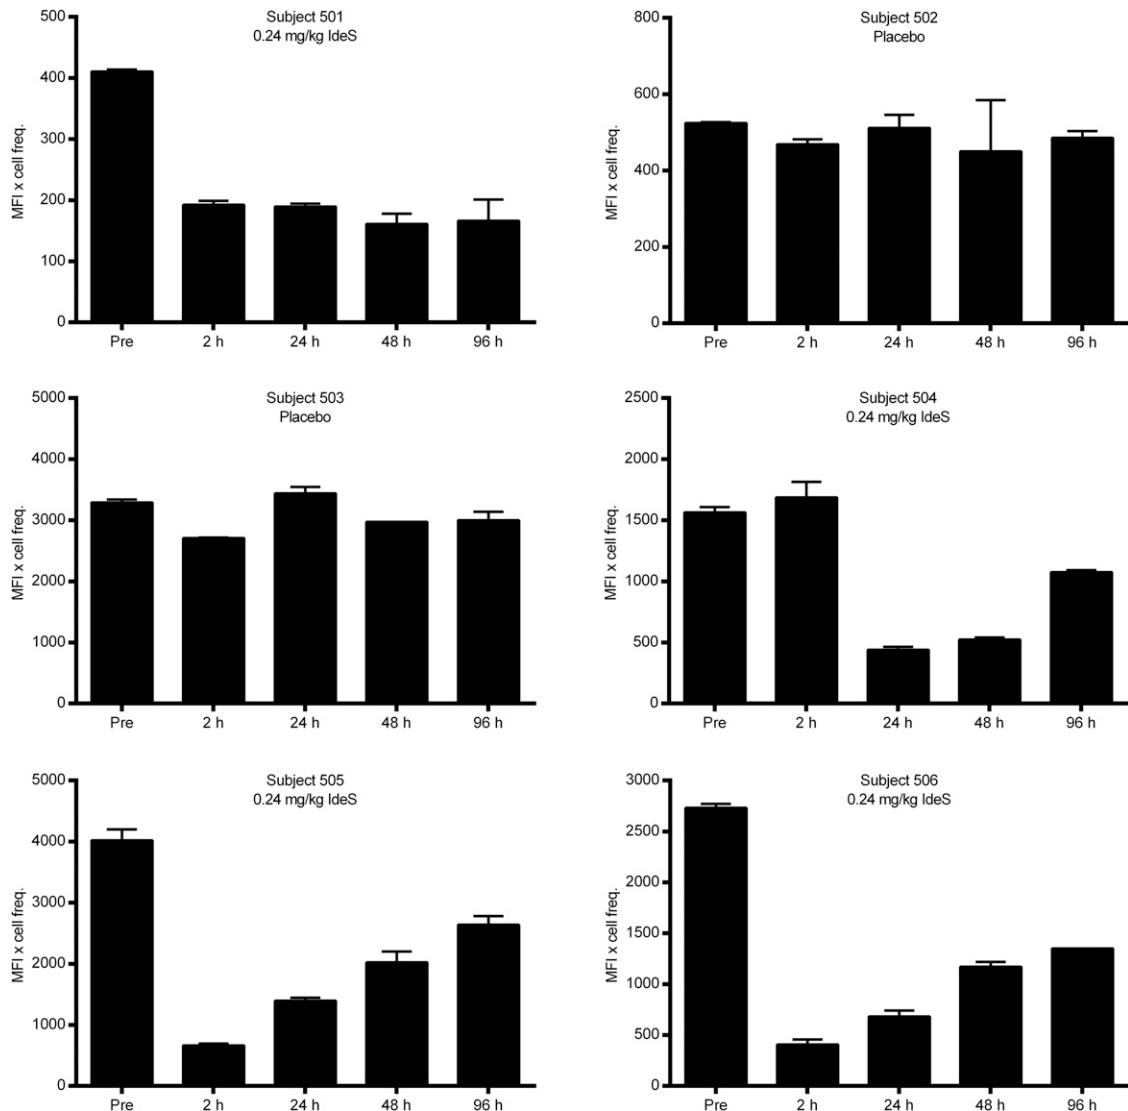 Subject 501
0.24 mg/kg IdeS
MFI x cell freq.
500
400
300
200
100
0
Pre 2 h 24 h 48 h 96 h
Subject 502
Placebo
MFI x cell freq.
800
600
400
200
0
Pre 2 h 24 h 48 h 96 h
Subject 503
Placebo
MFI x cell freq.
5000
4000
3000
2000
1000
0
Pre 2 h 24 h 48 h 96 h
Subject 504
0.24 mg/kg IdeS
MFI x cell freq.
2500
2000
1500
1000
500
0
Pre 2 h 24 h 48 h 96 h
Subject 505
0.24 mg/kg IdeS
MFI x cell freq.
5000
4000
3000
2000
1000
0
Pre 2 h 24 h 48 h 96 h
Subject 506
0.24 mg/kg IdeS
MFI x cell freq.
3000
2500
2000
1500
1000
500
0
Pre 2 h 24 h 48 h 96 h